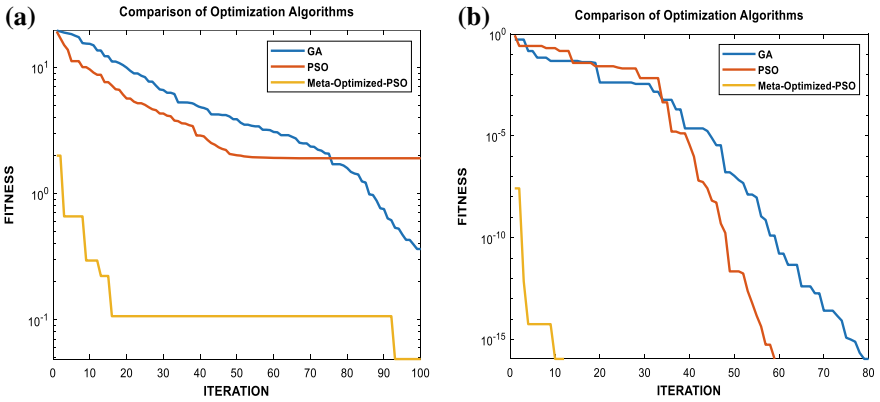 (a)
Comparison of Optimization Algorithms
10^1
10^0
10^-1
FITNESS
GA
PSO
Meta-Optimized-PSO
0 10 20 30 40 50 60 70 80 90 100
ITERATION
(b)
Comparison of Optimization Algorithms
10^0
10^-5
10^-10
10^-15
FITNESS
GA
PSO
Meta-Optimized-PSO
0 10 20 30 40 50 60 70 80
ITERATION